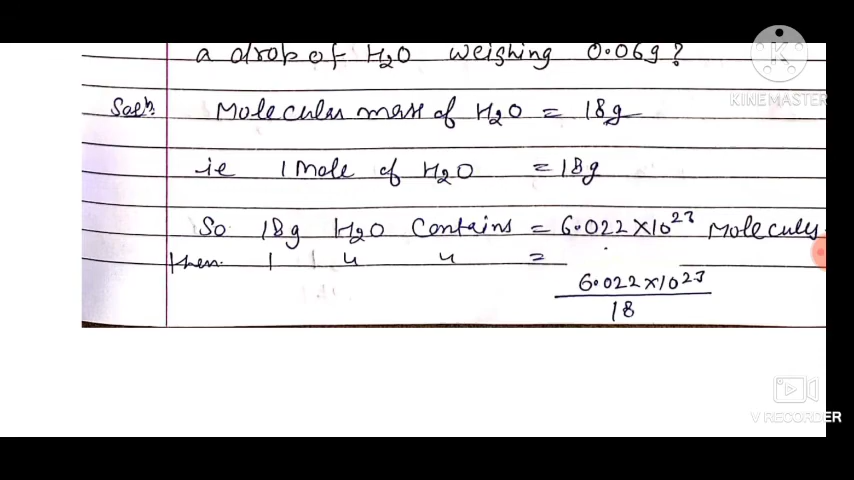 a drop of H2O weighing 0.06g?
K
KINEMASTER
Soln. Molecular mass of H2O = 18g
ie 1 Mole of H2O = 18g
So 18g H2O Contains = 6.022 × 10^23 Molecules.
then. 1 " " = 6.022×10^23
18
V RECORDER